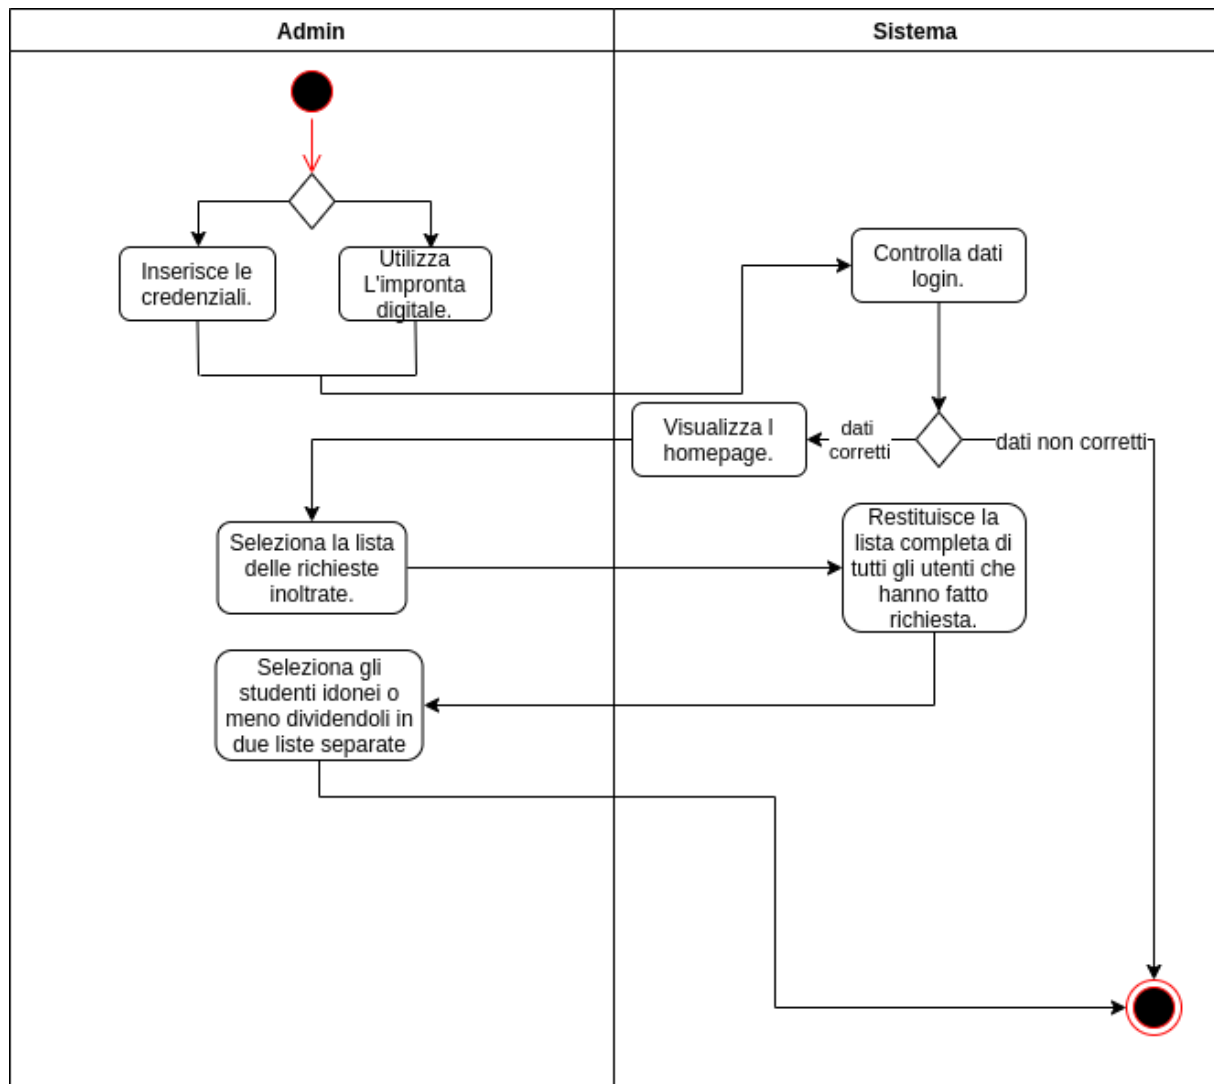 Admin
Sistema
Inserisce le
credenziali.
Utilizza
L'impronta
digitale.
Controlla dati
login.
Visualizza l
homepage.
dati
corretti
dati non corretti
Seleziona la lista
delle richieste
inoltrate.
Restituisce la
lista completa di
tutti gli utenti che
hanno fatto
richiesta.
Seleziona gli
studenti idonei o
meno dividendoli in
due liste separate